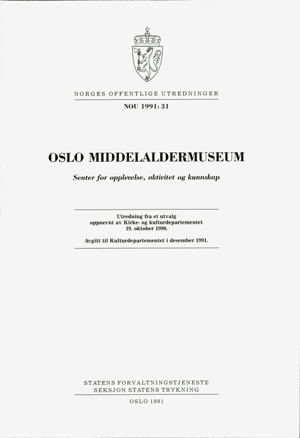 NORGES OFFENTLIGE UTREDNINGER
NOU 1991: 31
OSLO MIDDELALDERMUSEUM
Senter for opplevelse, aktivitet og kunnskap
Utredning fra et utvalg
oppnevnt av Kirke- og kulturdepartementet
19. oktober 1990.
Avgitt til Kulturdepartementet i desember 1991.
STATENS FORVALTNINGSTJENESTE
SEKSJON STATENS TRYKNING
OSLO 1991